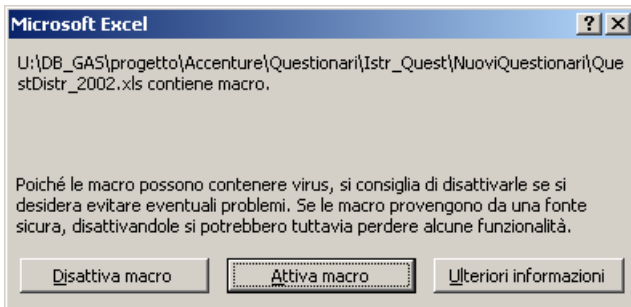 Microsoft Excel
U:\DB_GAS\progetto\Accenture\Questionari\Istr_Quest\NuoviQuestionari\Que
stDistr_2002.xls contiene macro.
Poiché le macro possono contenere virus, si consiglia di disattivarle se si
desidera evitare eventuali problemi. Se le macro provengono da una fonte
sicura, disattivandole si potrebbero tuttavia perdere alcune funzionalità.
Disattiva macro Attiva macro Ulteriori informazioni